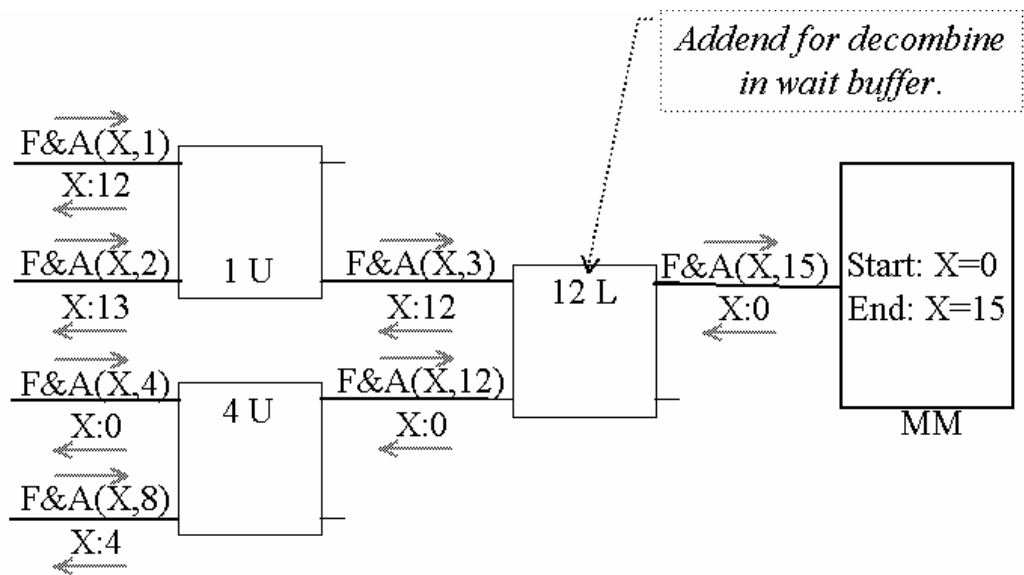 Addend for decombine
in wait buffer.
F&A(X,1)
X:12
F&A(X,2)
X:13
1 U
F&A(X,3)
X:12
F&A(X,4)
X:0
4 U
F&A(X,12)
X:0
F&A(X,8)
X:4
12 L
F&A(X,15)
X:0
Start: X=0
End: X=15
MM